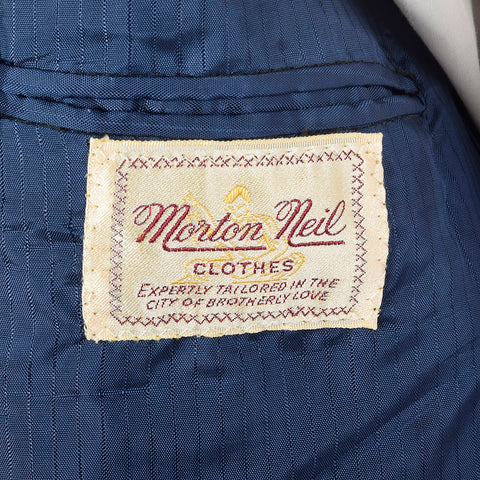 Morton Neil
CLOTHES
EXPERTLY TAILORED IN THE
CITY OF BROTHERLY LOVE